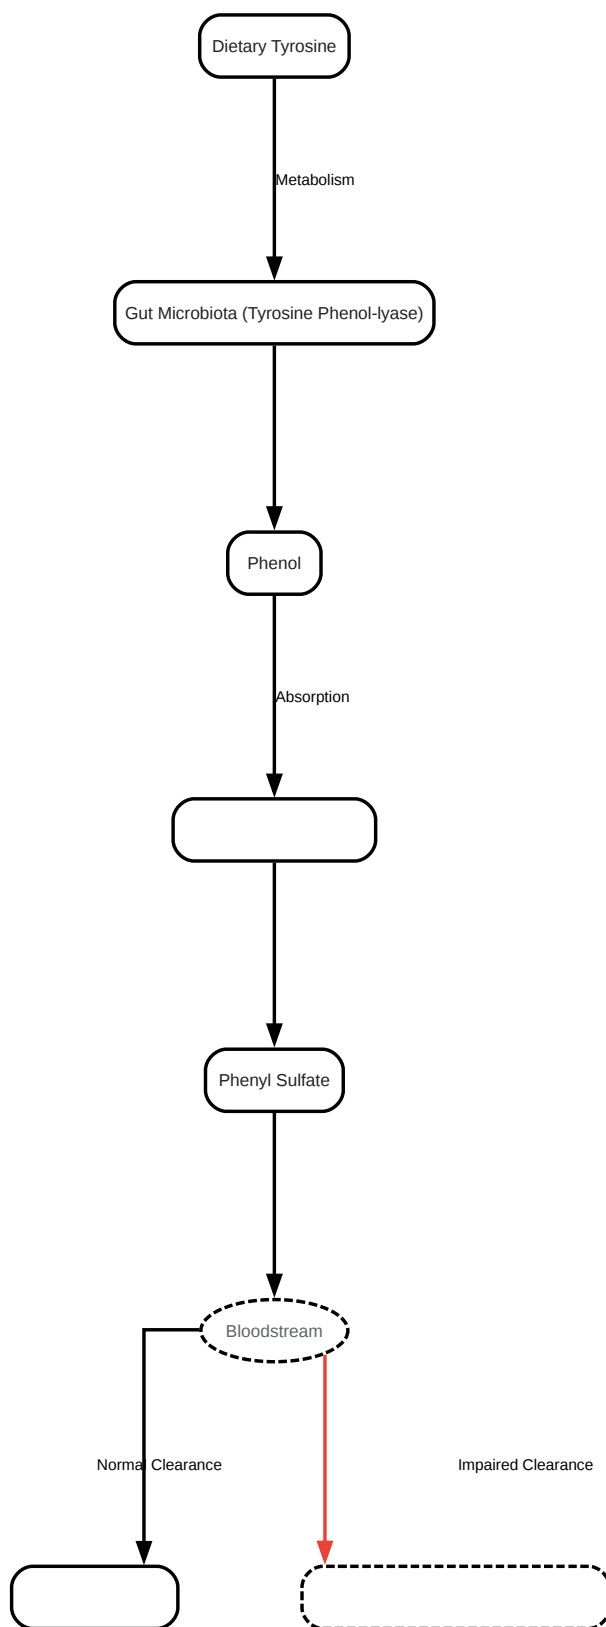 Dietary Tyrosine
Metabolism
Gut Microbiota (Tyrosine Phenol-lyase)
Phenol
Absorption
Phenyl Sulfate
Bloodstream
Normal Clearance
Impaired Clearance